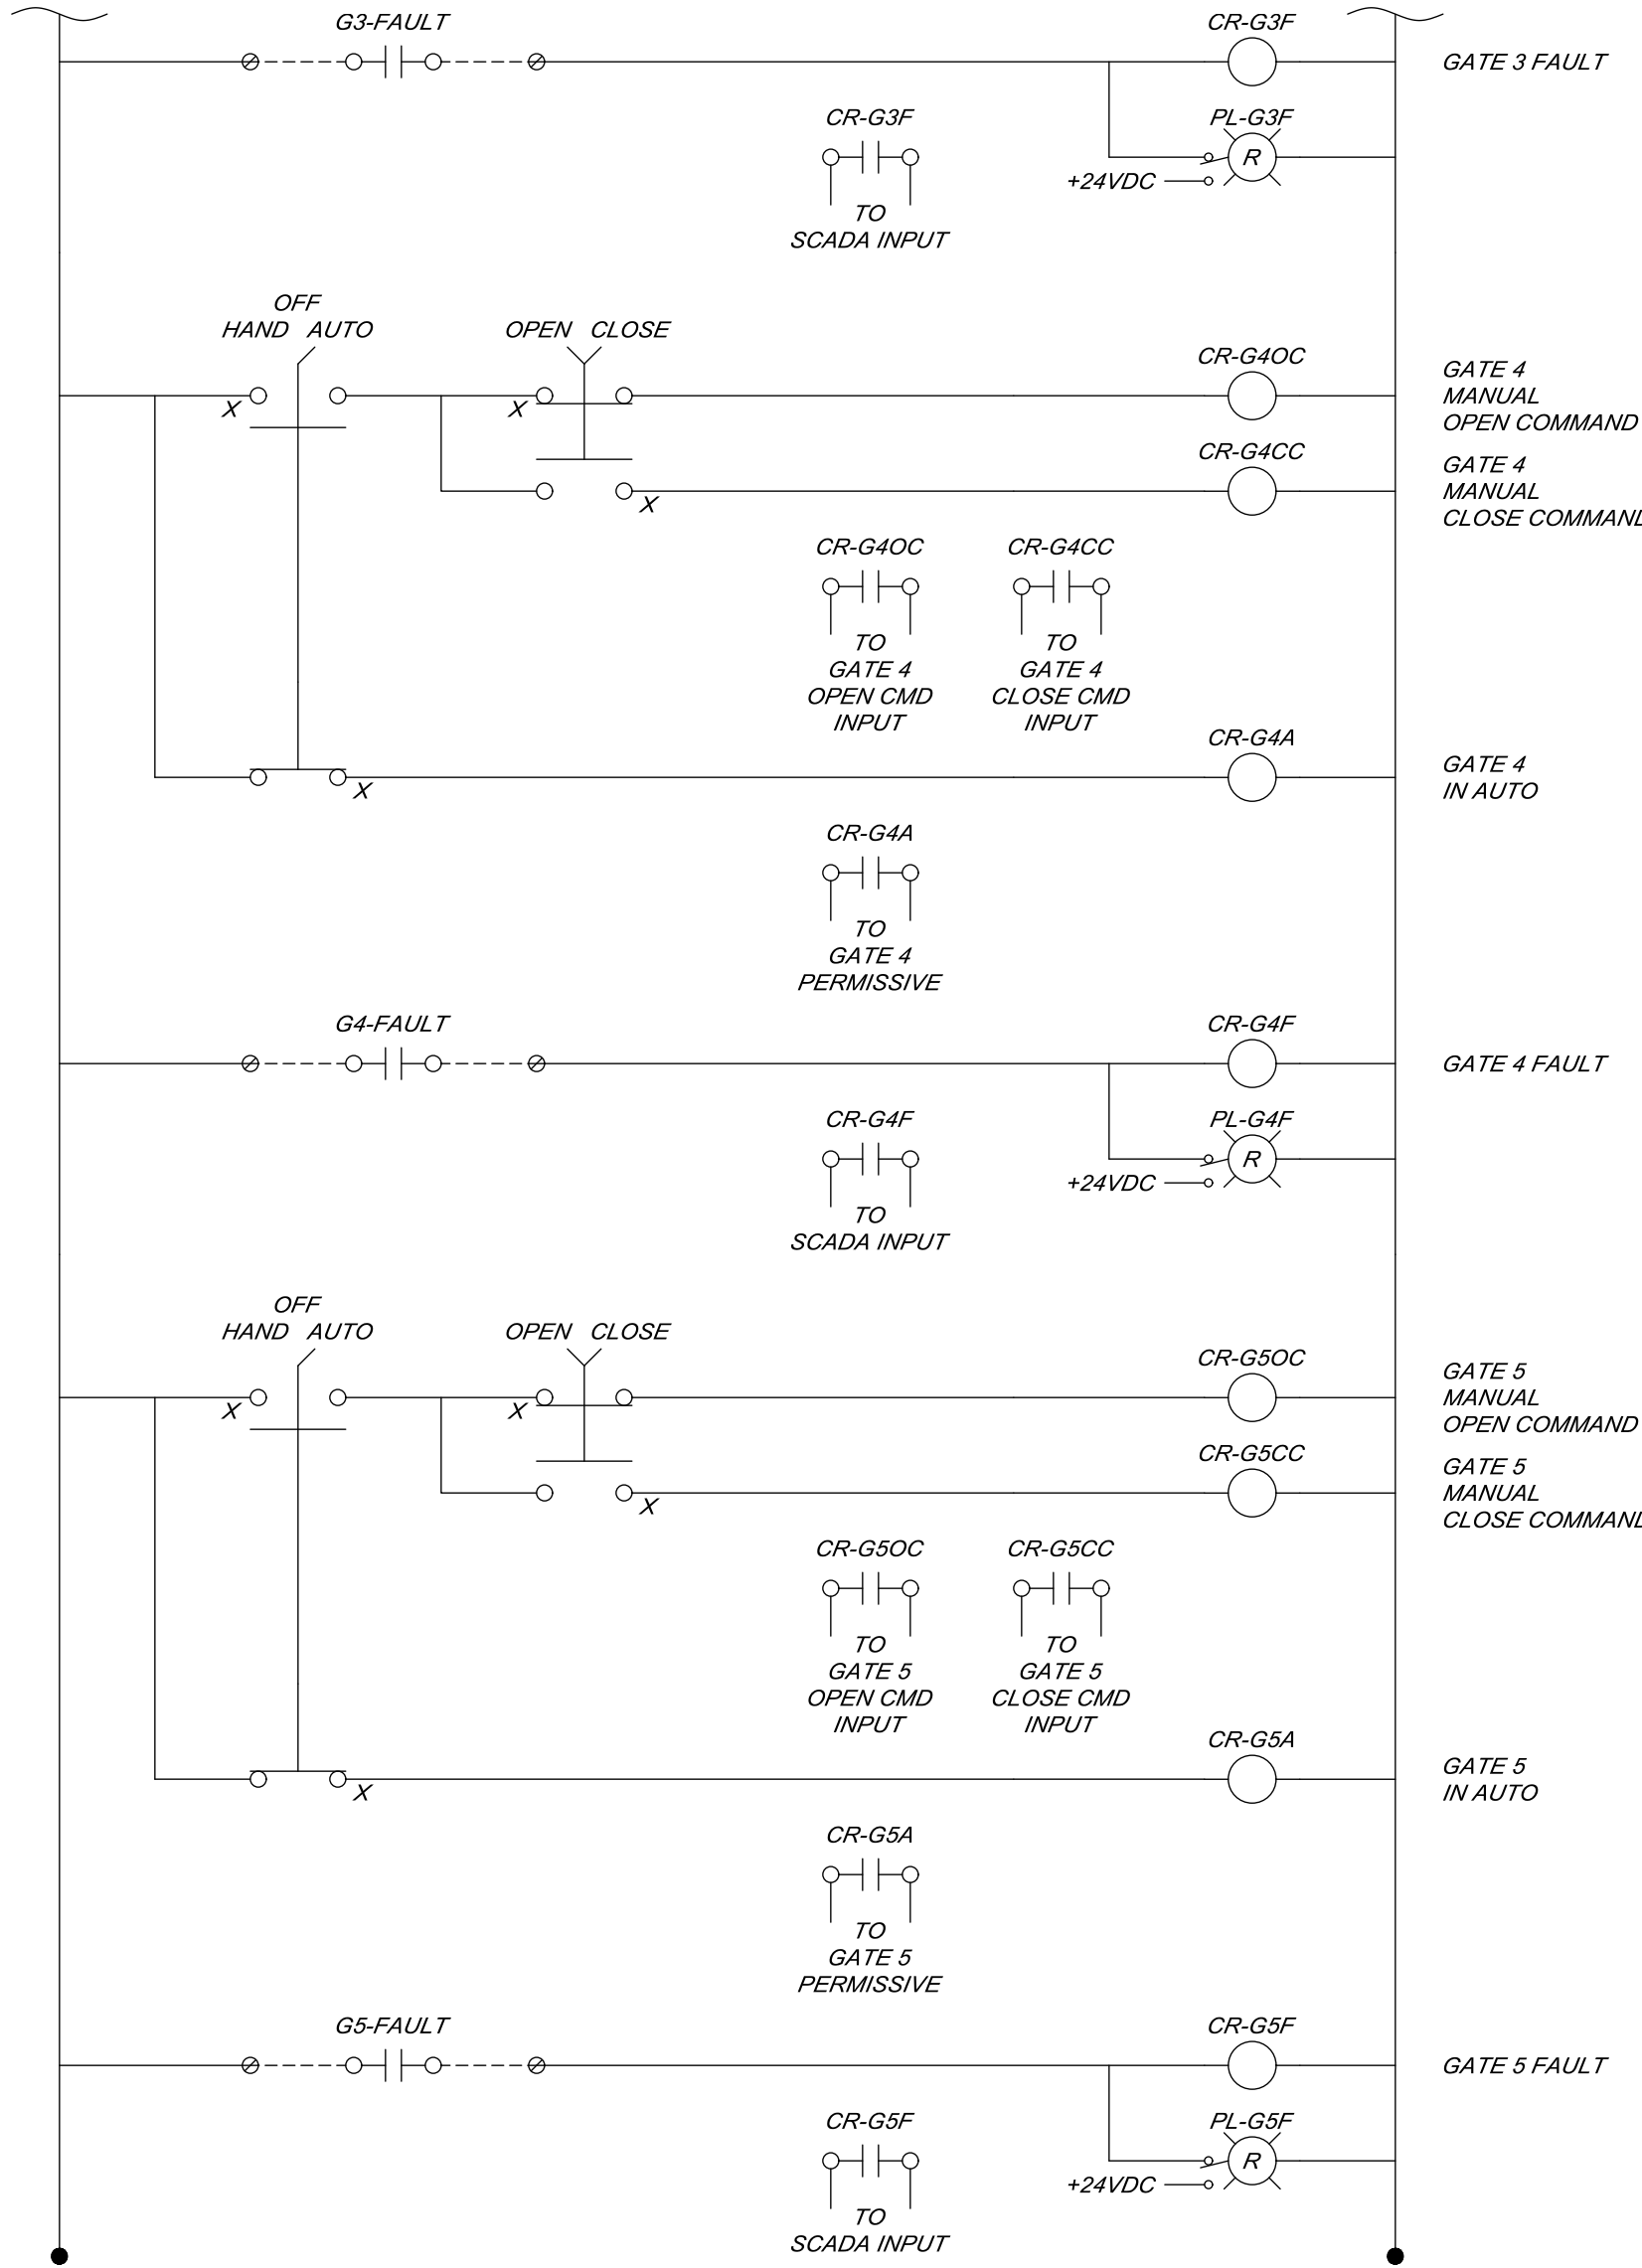 G3-FAULT
CR-G3F
GATE 3 FAULT
CR-G3F
PL-G3F
R
+24VDC
TO
SCADA INPUT
OFF
HAND AUTO
OPEN CLOSE
CR-G4OC
GATE 4
MANUAL
OPEN COMMAND
X
X
CR-G4CC
GATE 4
MANUAL
CLOSE COMMAND
X
CR-G4OC
CR-G4CC
TO
GATE 4
OPEN CMD
INPUT
TO
GATE 4
CLOSE CMD
INPUT
CR-G4A
GATE 4
IN AUTO
X
CR-G4A
TO
GATE 4
PERMISSIVE
G4-FAULT
CR-G4F
GATE 4 FAULT
CR-G4F
PL-G4F
R
+24VDC
TO
SCADA INPUT
OFF
HAND AUTO
OPEN CLOSE
CR-G5OC
GATE 5
MANUAL
OPEN COMMAND
X
X
CR-G5CC
GATE 5
MANUAL
CLOSE COMMAND
X
CR-G5OC
CR-G5CC
TO
GATE 5
OPEN CMD
INPUT
TO
GATE 5
CLOSE CMD
INPUT
CR-G5A
GATE 5
IN AUTO
X
CR-G5A
TO
GATE 5
PERMISSIVE
G5-FAULT
CR-G5F
GATE 5 FAULT
CR-G5F
PL-G5F
R
+24VDC
TO
SCADA INPUT